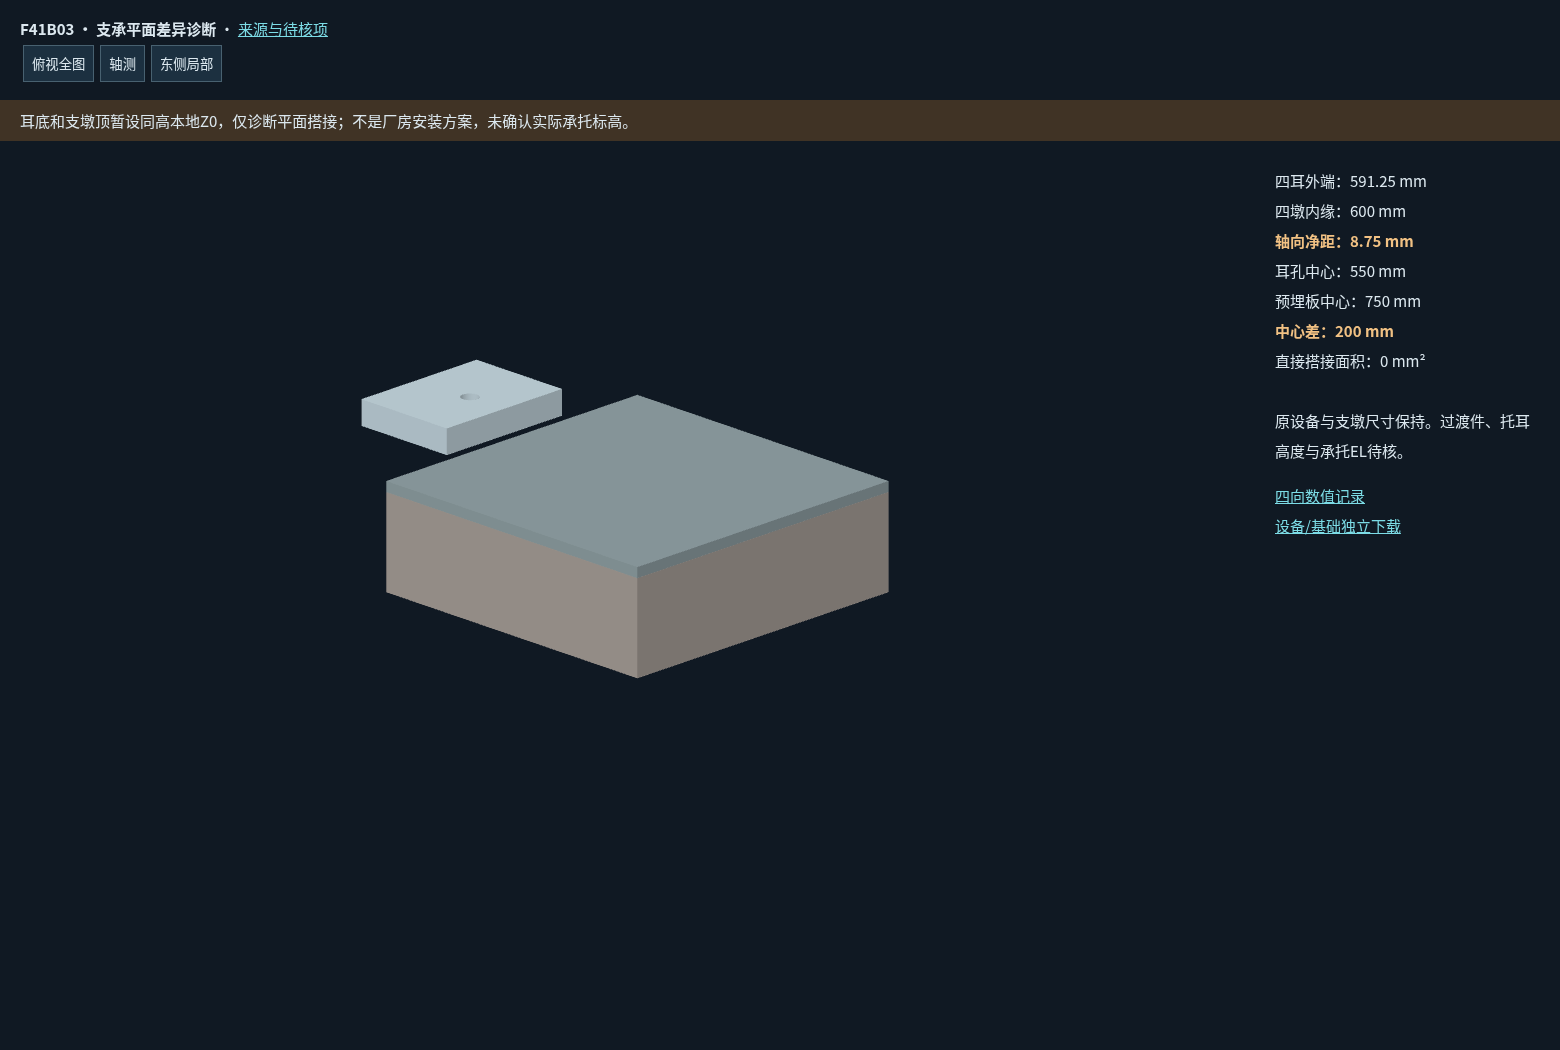 F41B03 · 支承平面差异诊断 · 来源与待核项
俯视全图 轴测 东侧局部
耳底和支墩顶暂设同高本地Z0，仅诊断平面搭接；不是厂房安装方案，未确认实际承托标高。
四耳外端：591.25 mm
四墩内缘：600 mm
轴向净距：8.75 mm
耳孔中心：550 mm
预埋板中心：750 mm
中心差：200 mm
直接搭接面积：0 mm²
原设备与支墩尺寸保持。过渡件、托耳
高度与承托EL待核。
四向数值记录
设备/基础独立下载